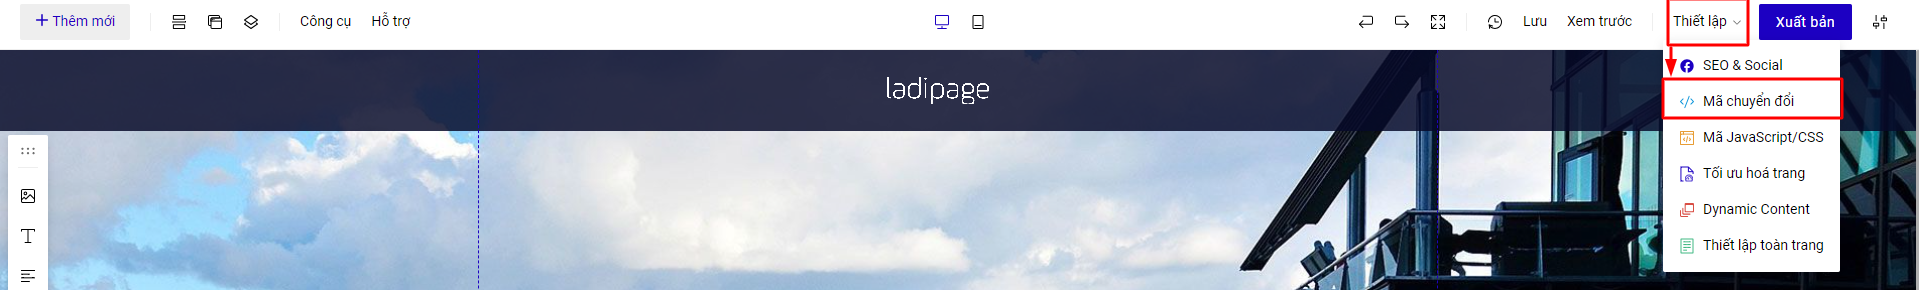 Thêm mới
Công cụ
Hỗ trợ
Lưu
Xem trước
Thiết lập
Xuất bản
ladipage
SEO & Social
Mã chuyển đổi
Mã JavaScript/CSS
Tối ưu hoá trang
Dynamic Content
Thiết lập toàn trang